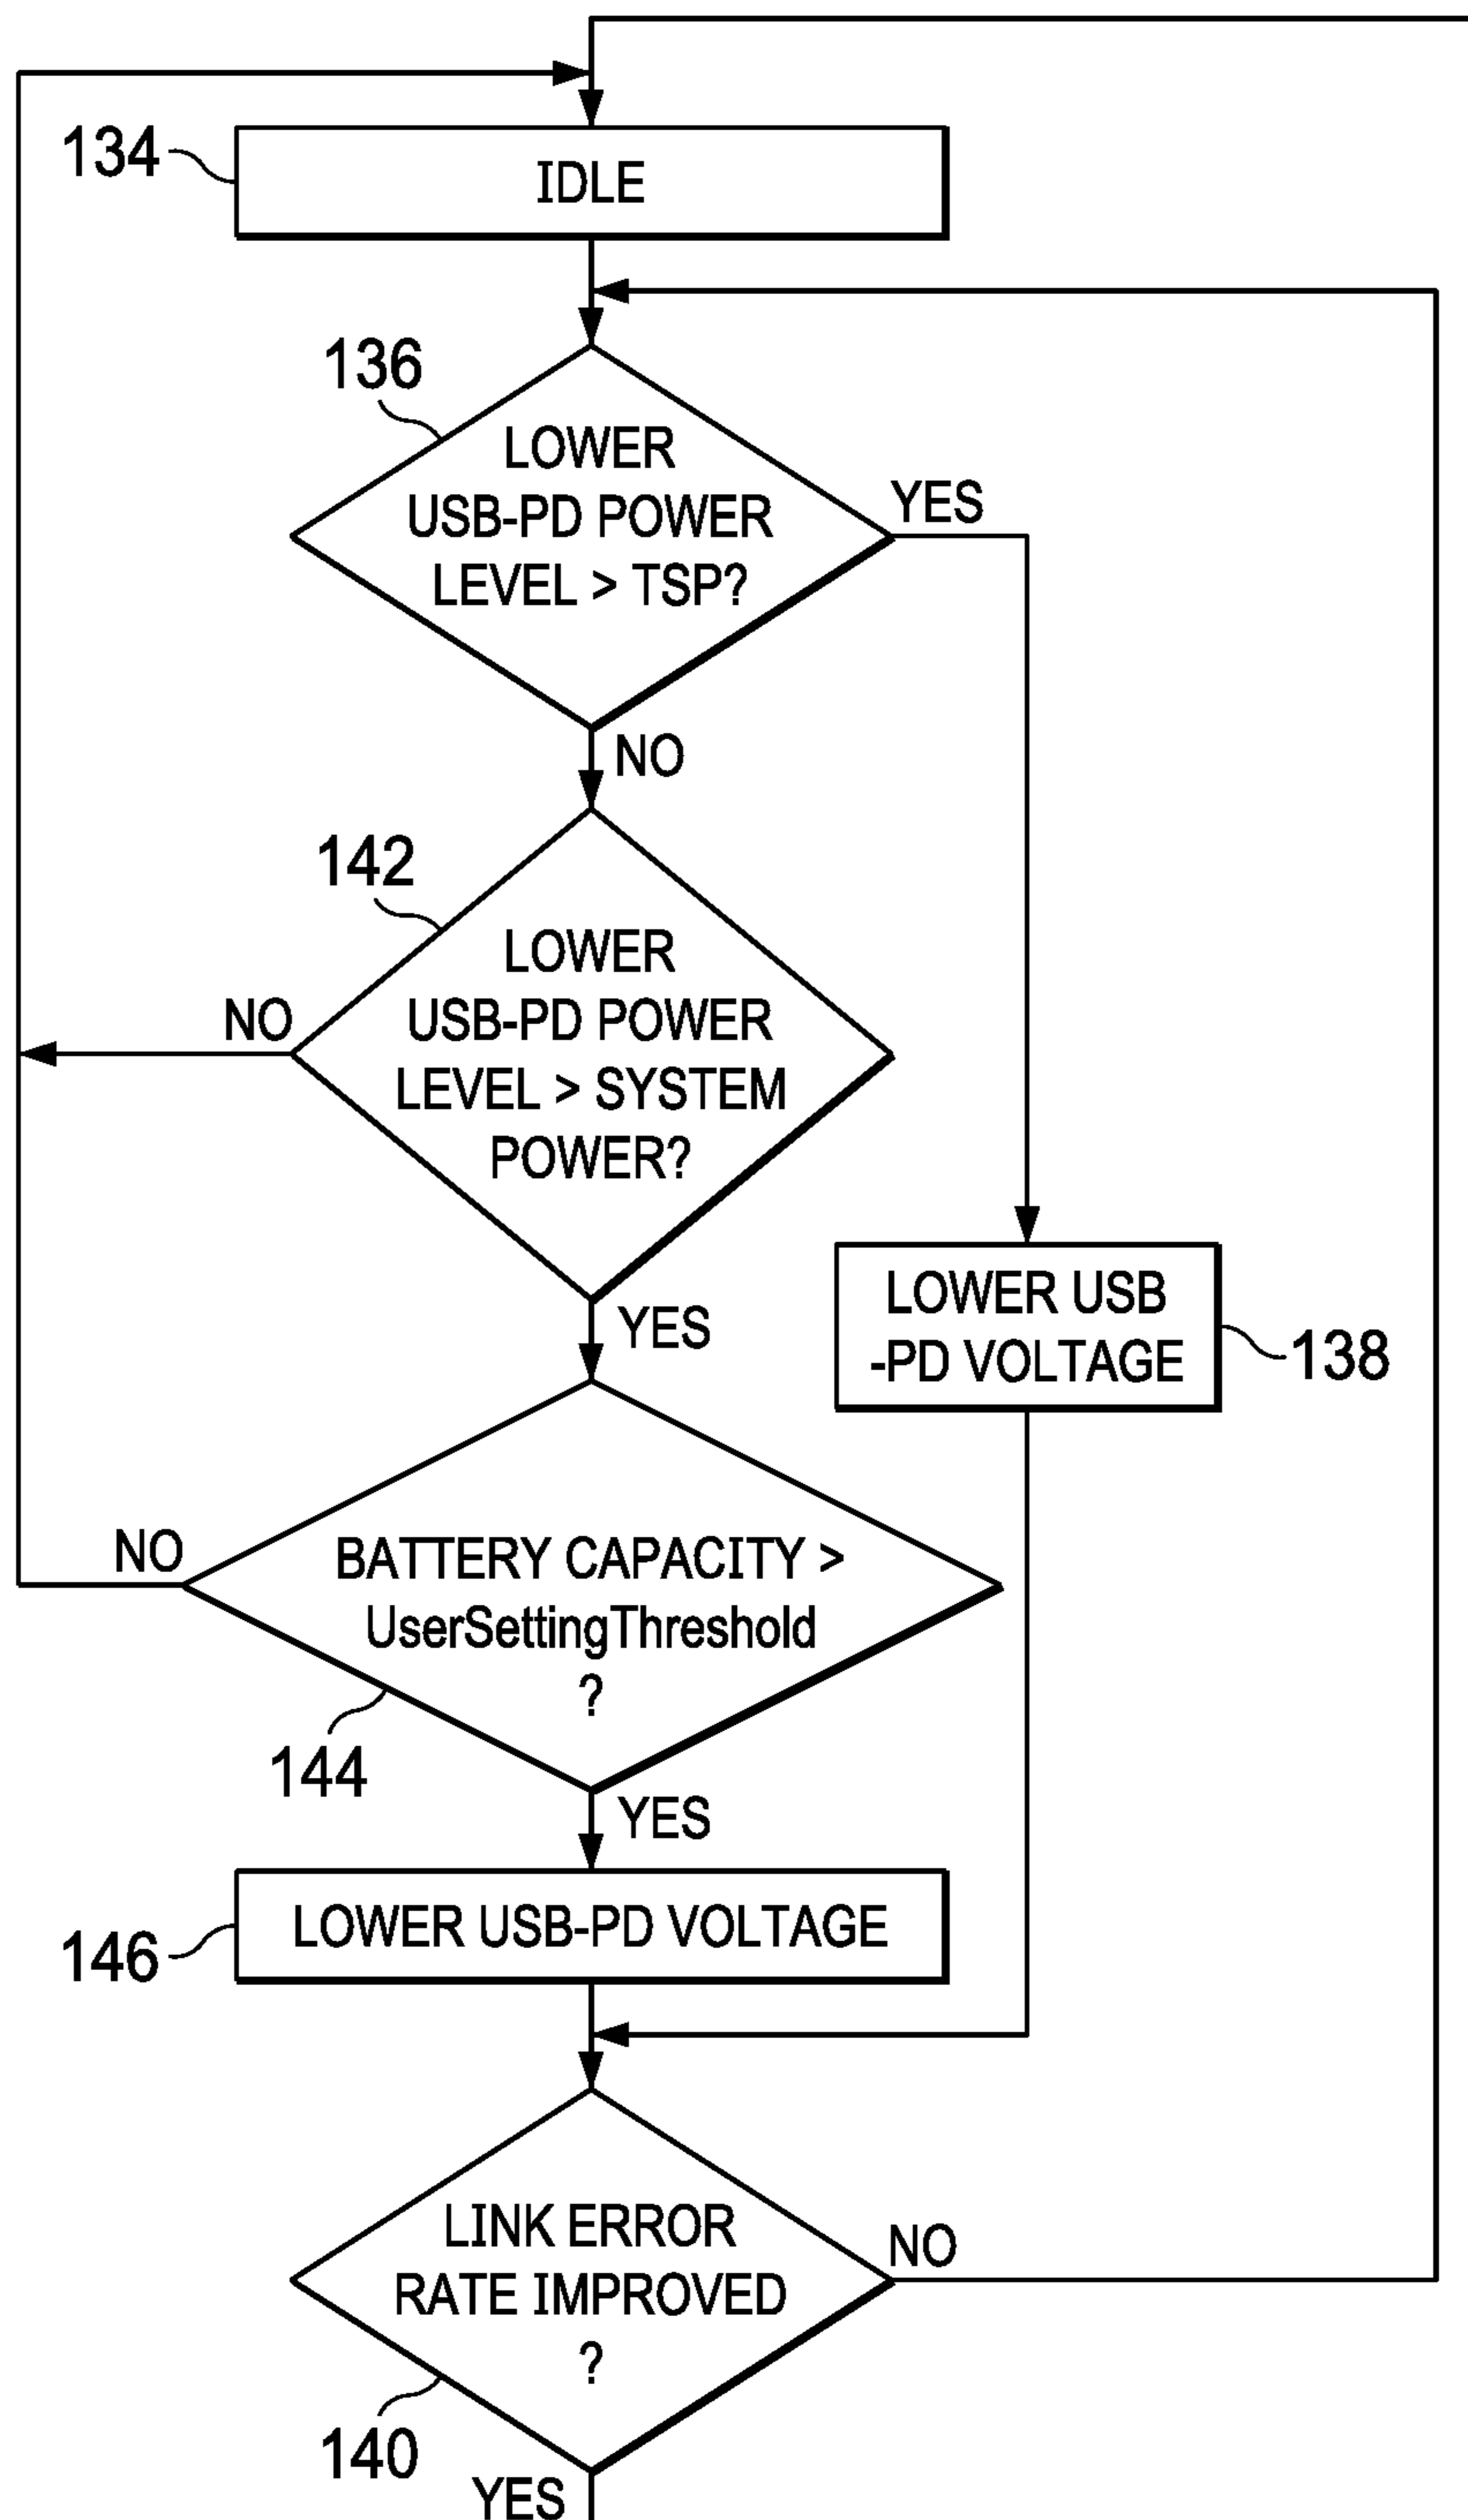 134
IDLE
136
LOWER
USB-PD POWER
LEVEL > TSP?
YES
NO
142
LOWER
USB-PD POWER
LEVEL > SYSTEM
POWER?
NO
YES
LOWER USB
-PD VOLTAGE
138
BATTERY CAPACITY >
UserSettingThreshold
?
NO
144
YES
LOWER USB-PD VOLTAGE
146
LINK ERROR
RATE IMPROVED
?
NO
140
YES